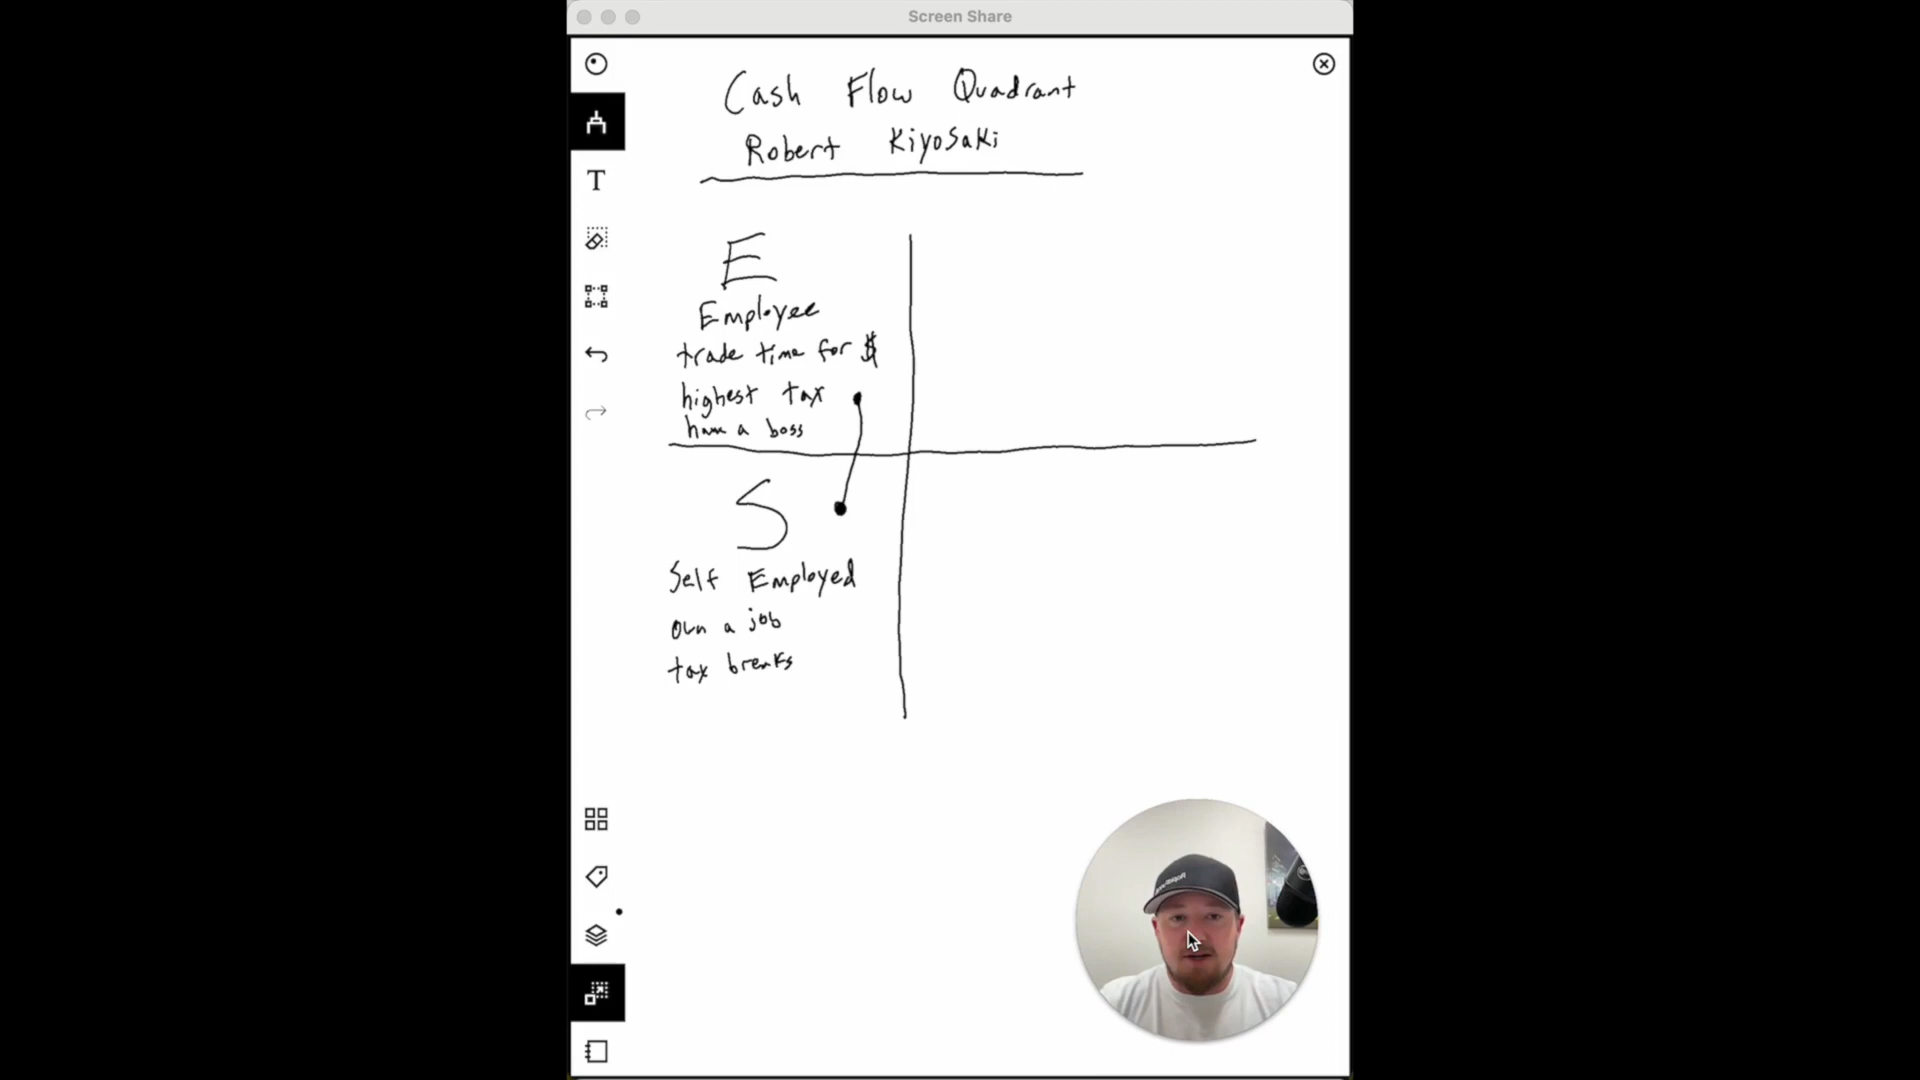 Screen Share
Cash Flow Quadrant
Robert Kiyosaki
T
E
Employee
trade time for $
highest tax
have a boss
S
Self Employed
own a job
tax breaks